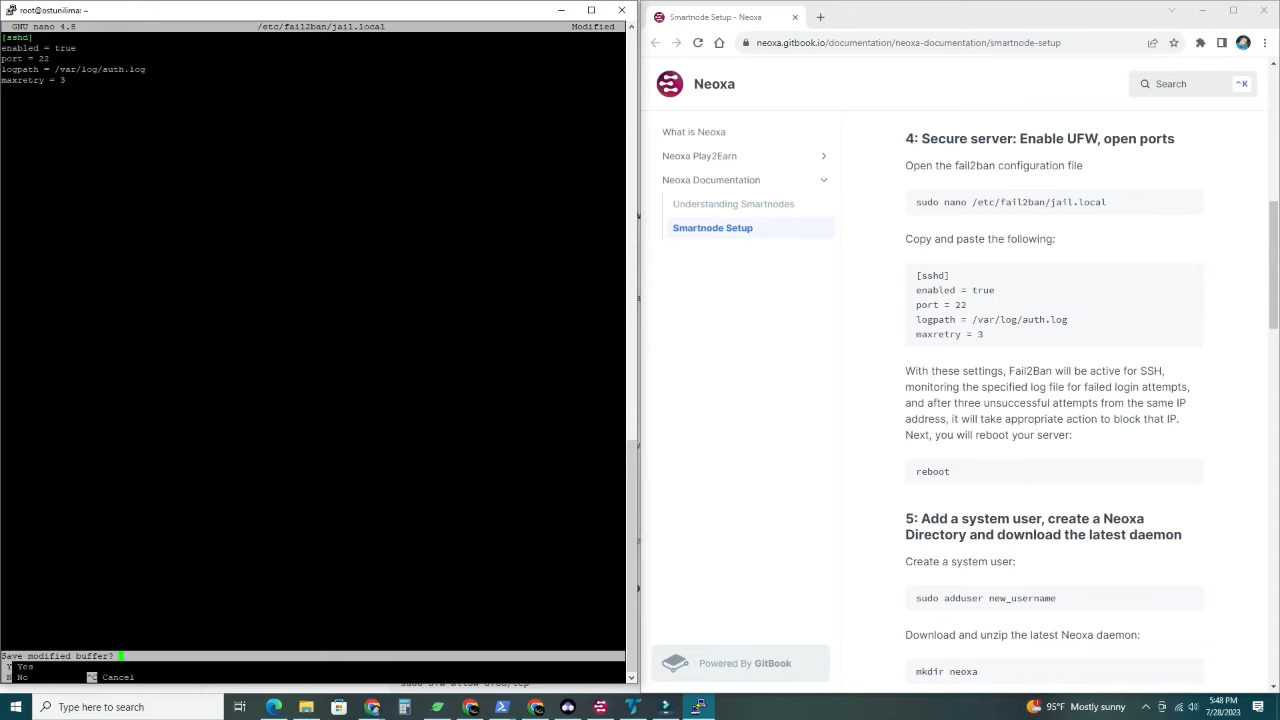 root@ostunilima: ~
GNU nano 4.8 /etc/fail2ban/jail.local Modified
[sshd]
enabled = true
port = 22
logpath = /var/log/auth.log
maxretry = 3
Save modified buffer?
Y Yes
N No ^C Cancel
Smartnode Setup - Neoxa
neoxa.gitbook.io/documentation/neoxa-documentation/smartnode-setup
Neoxa
Search ^K
What is Neoxa
Neoxa Play2Earn
Neoxa Documentation
Understanding Smartnodes
Smartnode Setup
Powered By GitBook
4: Secure server: Enable UFW, open ports
Open the fail2ban configuration file
sudo nano /etc/fail2ban/jail.local
Copy and paste the following:
[sshd]
enabled = true
port = 22
logpath = /var/log/auth.log
maxretry = 3
With these settings, Fail2Ban will be active for SSH,
monitoring the specified log file for failed login attempts,
and after three unsuccessful attempts from the same IP
address, it will take appropriate action to block that IP.
Next, you will reboot your server:
reboot
5: Add a system user, create a Neoxa
Directory and download the latest daemon
Create a system user:
sudo adduser new_username
Download and unzip the latest Neoxa daemon:
mkdir neoxa
Type here to search
95°F Mostly sunny
5:48 PM
7/28/2023